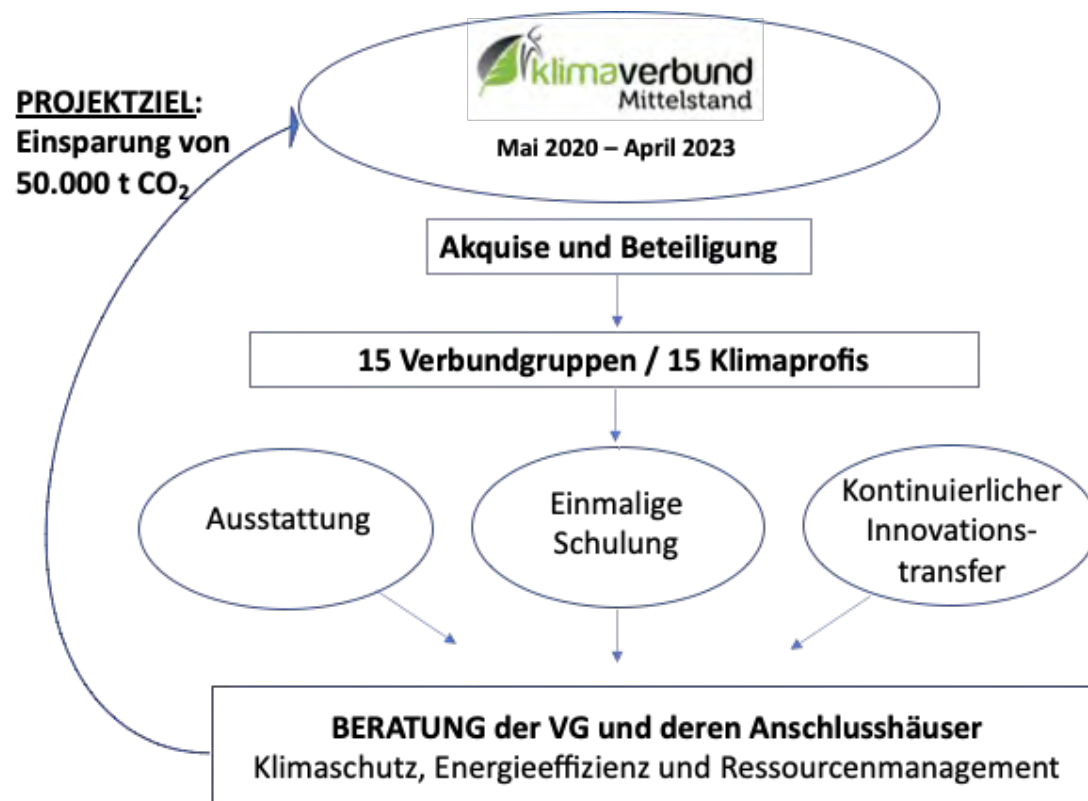 klimaverbund
Mittelstand
PROJEKTZIEL:
Einsparung von
50.000 t CO₂
Mai 2020 – April 2023
Akquise und Beteiligung
15 Verbundgruppen / 15 Klimaprofis
Ausstattung
Einmalige
Schulung
Kontinuierlicher
Innovations-
transfer
BERATUNG der VG und deren Anschlusshäuser
Klimaschutz, Energieeffizienz und Ressourcenmanagement